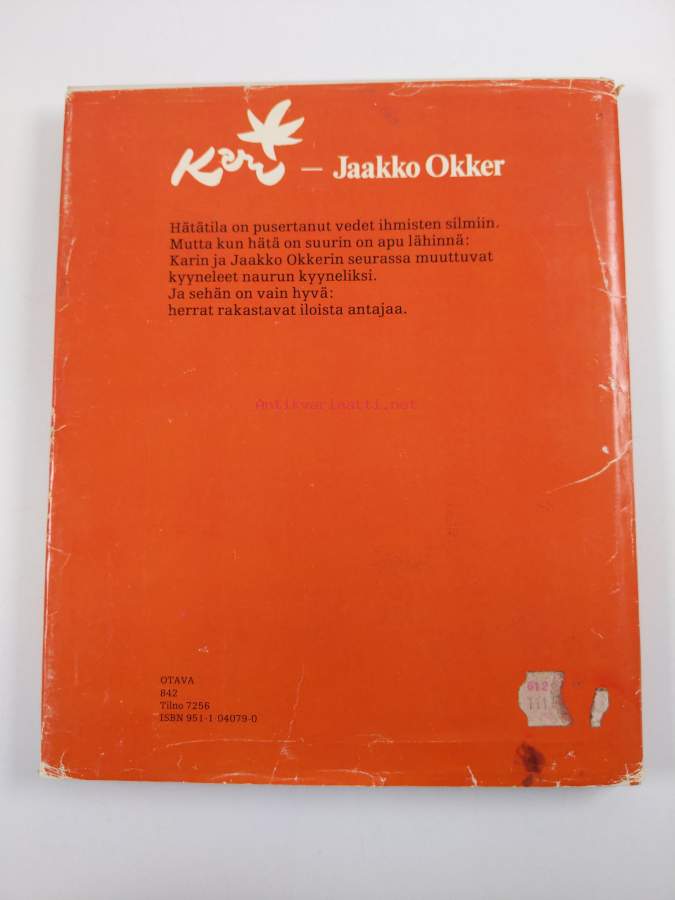 Kari — Jaakko Okker
Hätätila on pusertanut vedet ihmisten silmiin.
Mutta kun hätä on suurin on apu lähinnä:
Karin ja Jaakko Okkerin seurassa muuttuvat
kyyneleet naurun kyyneliksi.
Ja sehän on vain hyvä:
herrat rakastavat iloista antajaa.
Antikvariaatti.net
OTAVA
842
Tilno 7256
ISBN 951-1-04079-0
612